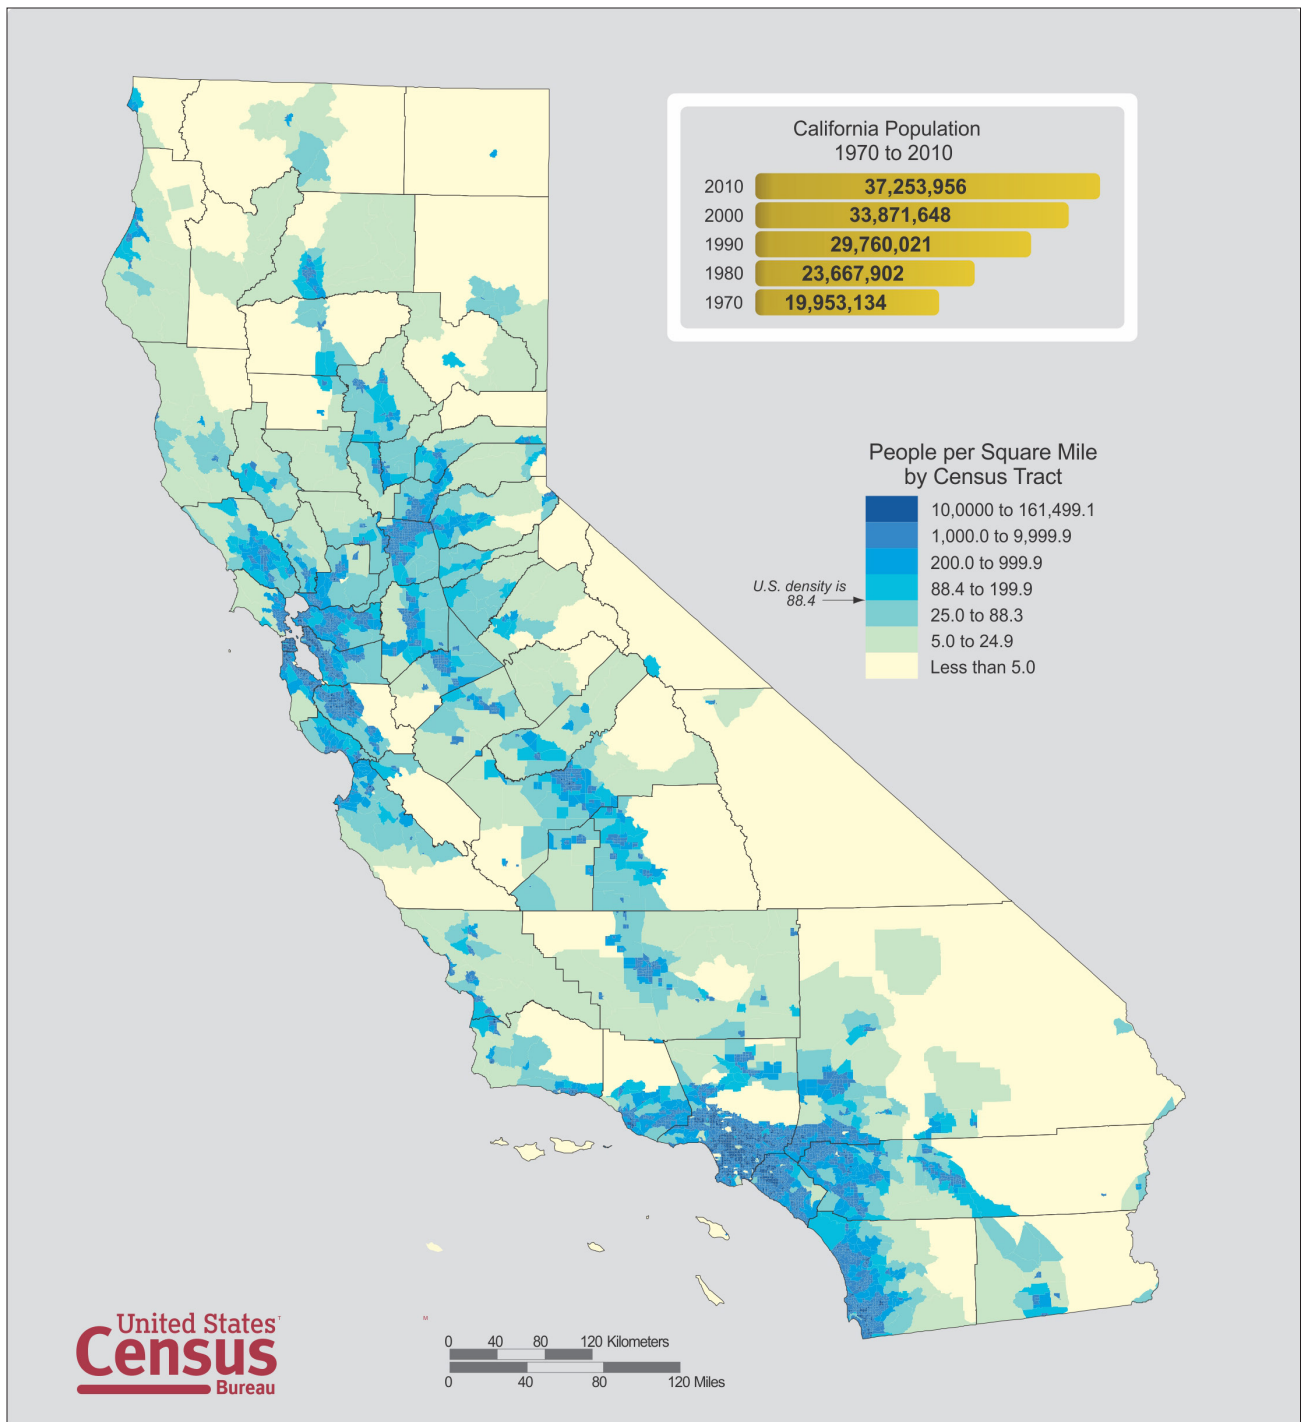 California Population
1970 to 2010
2010 37,253,956
2000 33,871,648
1990 29,760,021
1980 23,667,902
1970 19,953,134
People per Square Mile
by Census Tract
10,0000 to 161,499.1
1,000.0 to 9,999.9
200.0 to 999.9
88.4 to 199.9
U.S. density is
88.4
25.0 to 88.3
5.0 to 24.9
Less than 5.0
United States
Census
Bureau
T
M
0 40 80 120 Kilometers
0 40 80 120 Miles